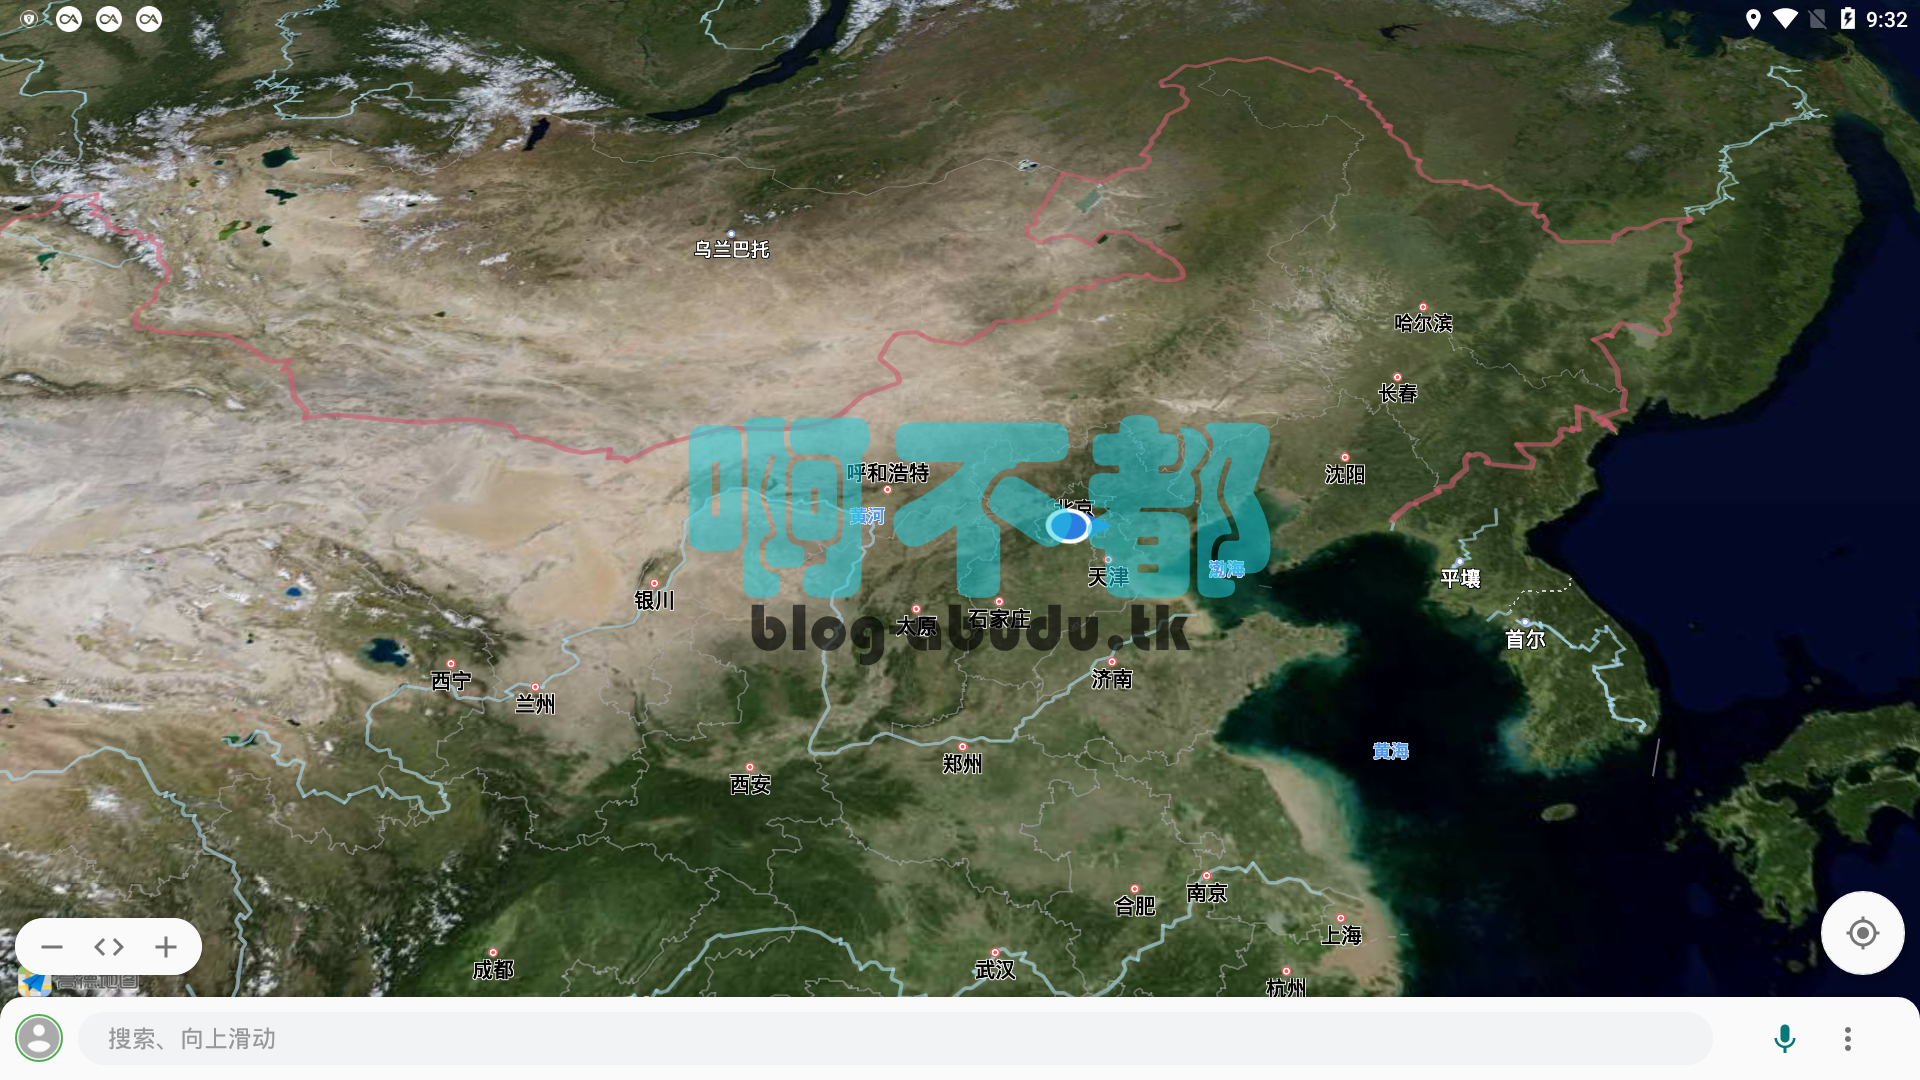 9:32
乌兰巴托
哈尔滨
长春
呼和浩特
沈阳
北京
黄河
啊不都
天津
渤海
平壤
银川
太原
石家庄
blog.abudu.tk
首尔
西宁
济南
兰州
黄海
郑州
西安
南京
合肥
上海
成都
武汉
杭州
高德地图
搜索、向上滑动